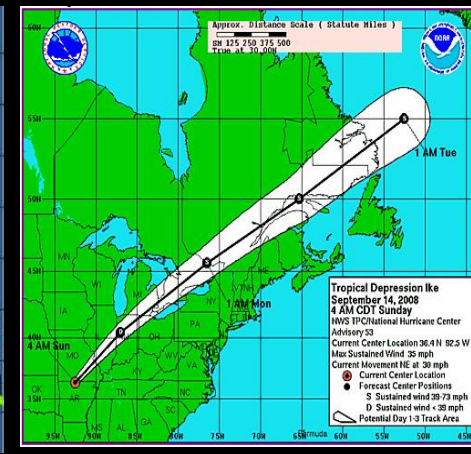 Approx. Distance Scale ( Statute Miles )
SM 125 250 375 500
True at 30.00N
NOAA
60N
55N
50N
45N
40N
35N
1 AM Tue
1 AM Mon
4 AM Sun
MN
WI
MI
IA
IL
IN
OH
PA
NY
VT
NH
ME
MO
KY
WV
VA
OK
AR
TN
NC
MS
AL
GA
SC
Bermuda
Tropical Depression Ike
September 14, 2008
4 AM CDT Sunday
NWS TPC/National Hurricane Center
Advisory 53
Current Center Location 36.4 N 92.5 W
Max Sustained Wind 35 mph
Current Movement NE at 30 mph
Current Center Location
Forecast Center Positions
S Sustained wind 39-73 mph
D Sustained wind < 39 mph
Potential Day 1-3 Track Area
95W 90W 85W 80W 75W 70W 65W 60W 55W 50W 45W